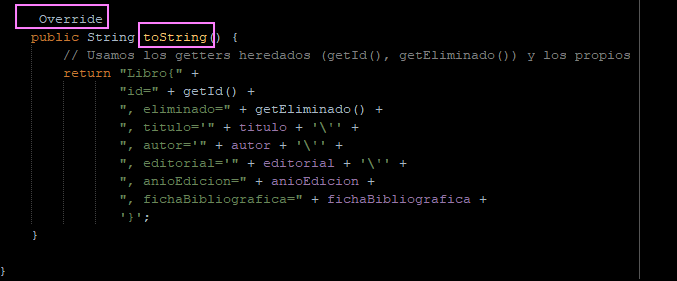 Override
public String toString() {
// Usamos los getters heredados (getId(), getEliminado()) y los propios
return "Libro{" +
"id=" + getId() +
", eliminado=" + getEliminado() +
", titulo='" + titulo + '\'' +
", autor='" + autor + '\'' +
", editorial='" + editorial + '\'' +
", anioEdicion=" + anioEdicion +
", fichaBibliografica=" + fichaBibliografica +
'}';
}
}